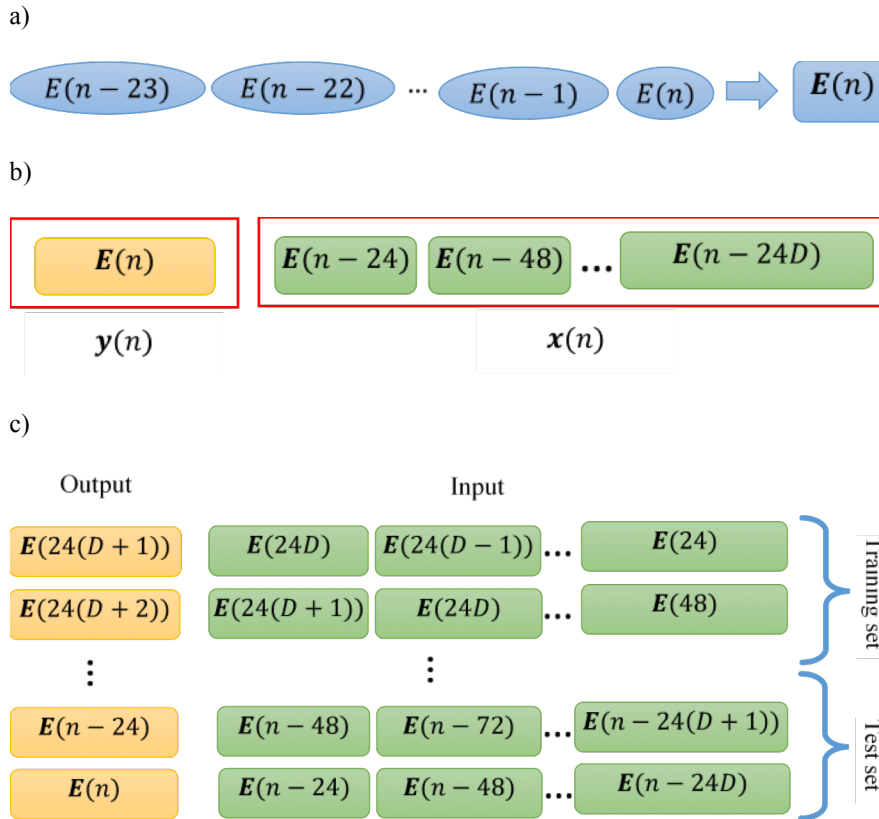 a)
E(n − 23) E(n − 22) ... E(n − 1) E(n) E(n)
b)
E(n) E(n − 24) E(n − 48) ... E(n − 24D)
y(n) x(n)
c)
Output Input
E(24(D + 1)) E(24D) E(24(D − 1)) ... E(24)
E(24(D + 2)) E(24(D + 1)) E(24D) ... E(48)
Training set
⋮ ⋮
E(n − 24) E(n − 48) E(n − 72) ... E(n − 24(D + 1))
E(n) E(n − 24) E(n − 48) ... E(n − 24D)
Test set